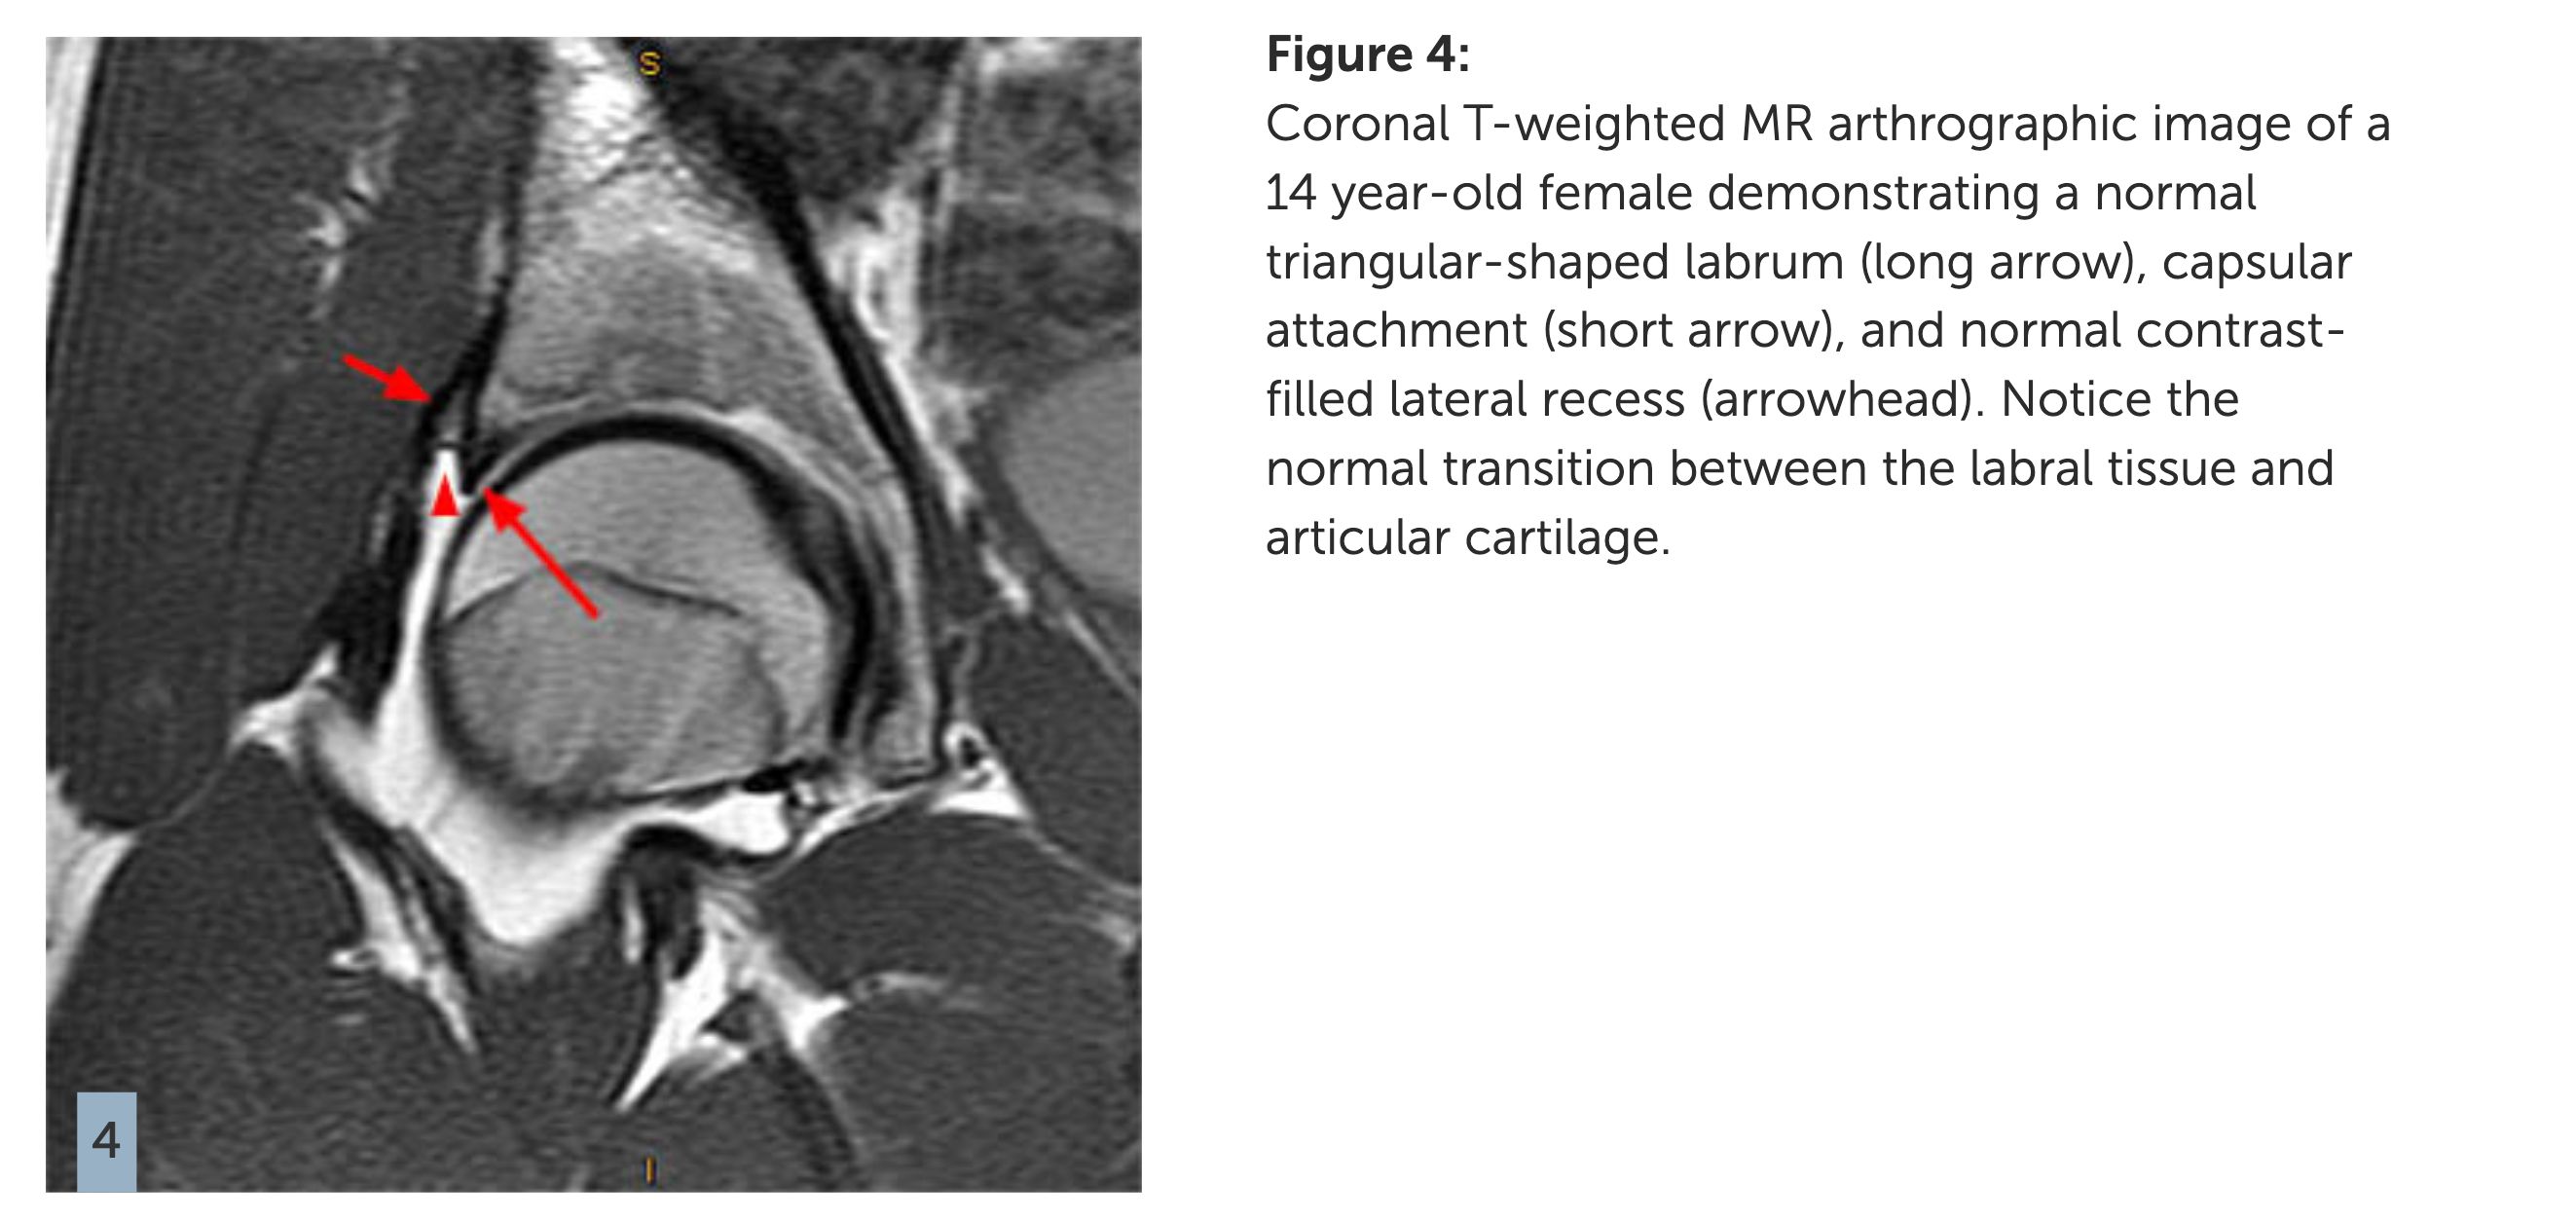 S
I
4
Figure 4:
Coronal T-weighted MR arthrographic image of a
14 year-old female demonstrating a normal
triangular-shaped labrum (long arrow), capsular
attachment (short arrow), and normal contrast-
filled lateral recess (arrowhead). Notice the
normal transition between the labral tissue and
articular cartilage.